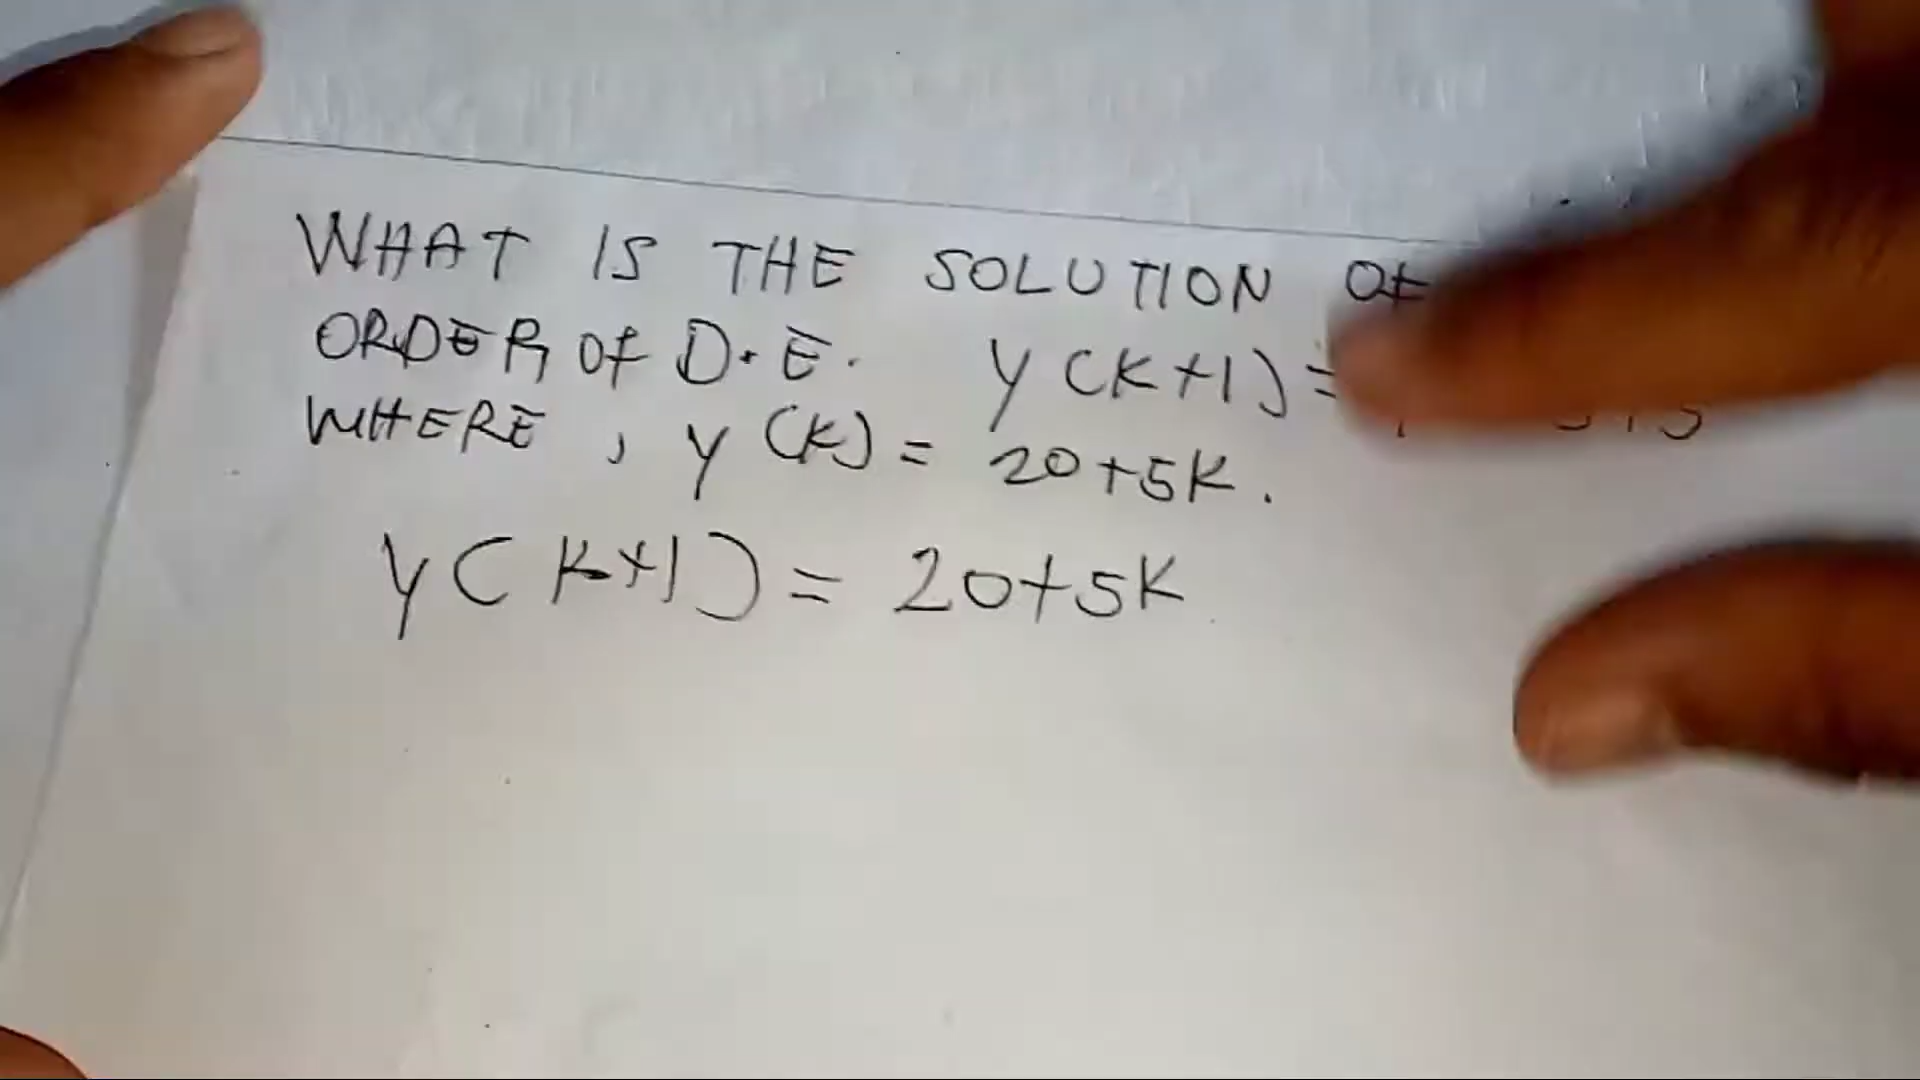 WHAT IS THE SOLUTION OF
ORDER OF D.E. Y(K+1)=
WHERE, Y(K) = 20+5K.
Y(K+1) = 20+5K